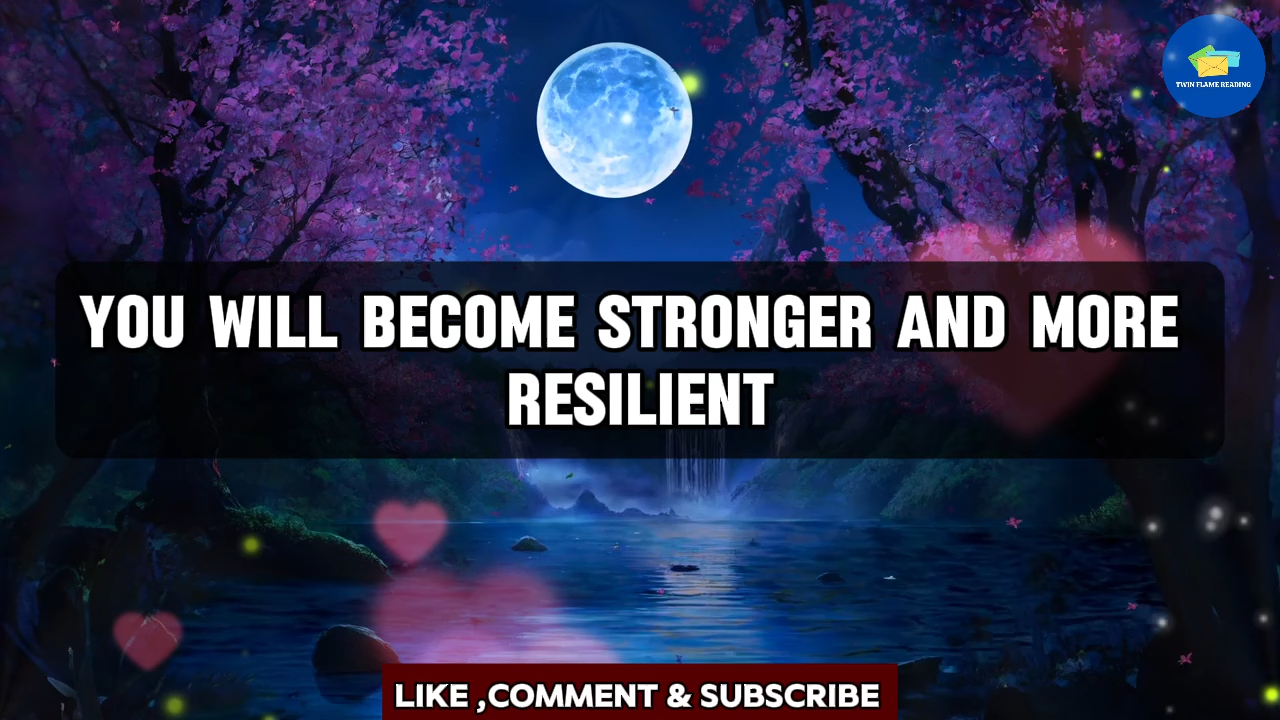 TWIN FLAME READING
YOU WILL BECOME STRONGER AND MORE
RESILIENT
LIKE ,COMMENT & SUBSCRIBE